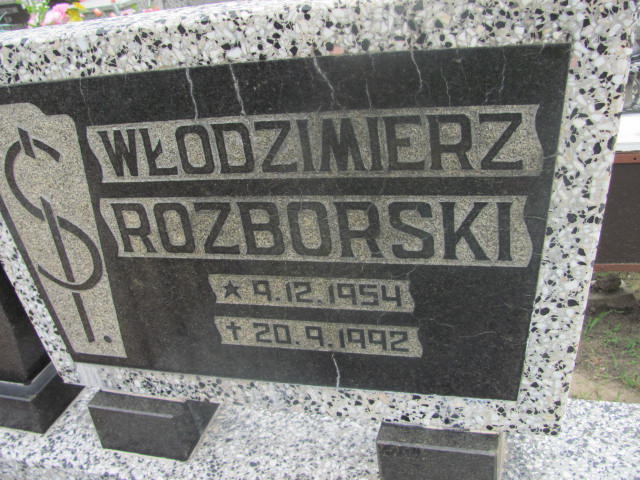 Ś.P.
WŁODZIMIERZ
ROZBORSKI
★ 9.12.1954
† 20.9.1992